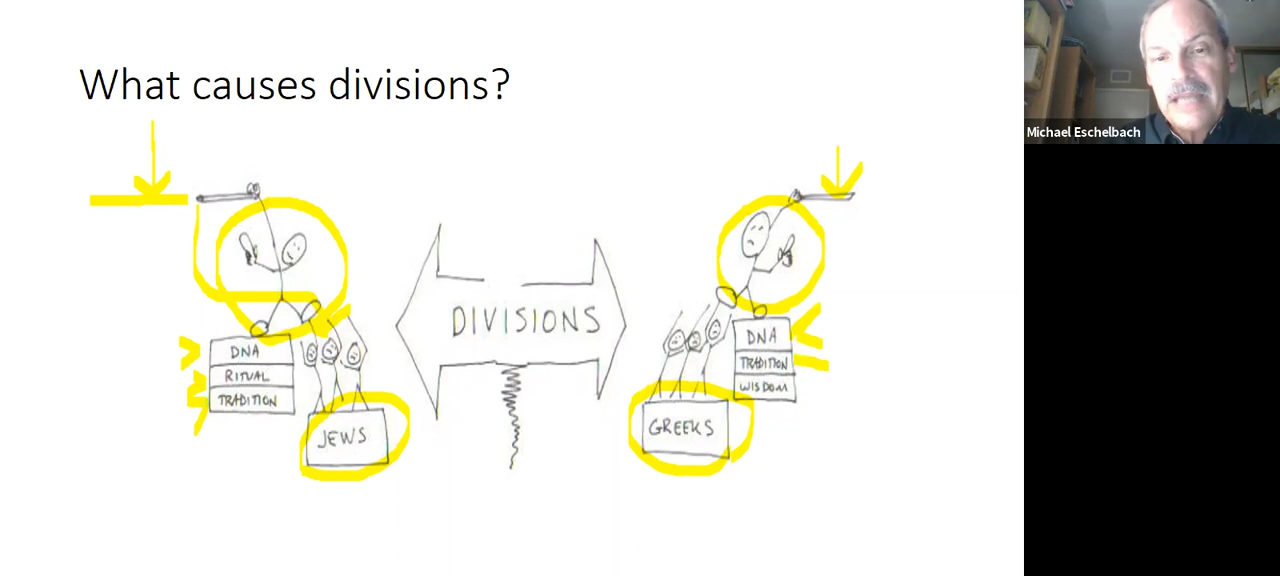 What causes divisions?
Michael Eschelbach
DIVISIONS
DNA
RITUAL
TRADITION
JEWS
GREEKS
DNA
TRADITION
WISDOM